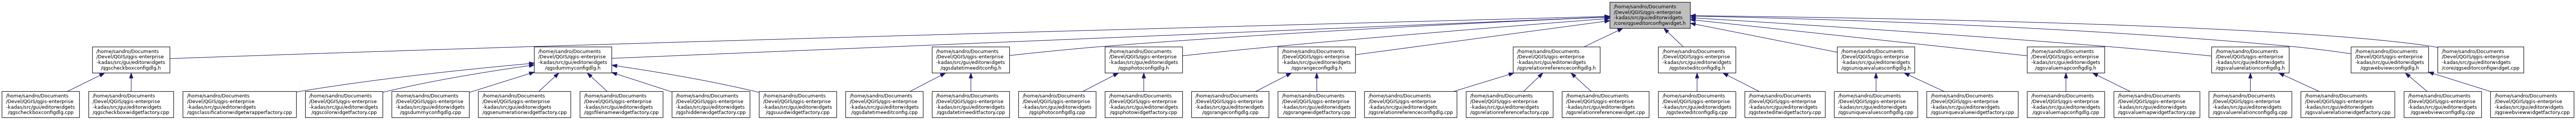 /home/sandro/Documents
/Devel/QGIS/qgis-enterprise
-kadas/src/gui/editorwidgets
/core/qgseditorconfigwidget.h
/home/sandro/Documents
/Devel/QGIS/qgis-enterprise
-kadas/src/gui/editorwidgets
/qgscheckboxconfigdlg.h
/home/sandro/Documents
/Devel/QGIS/qgis-enterprise
-kadas/src/gui/editorwidgets
/qgsdummyconfigdlg.h
/home/sandro/Documents
/Devel/QGIS/qgis-enterprise
-kadas/src/gui/editorwidgets
/qgsdatetimeeditconfig.h
/home/sandro/Documents
/Devel/QGIS/qgis-enterprise
-kadas/src/gui/editorwidgets
/qgsphotoconfigdlg.h
/home/sandro/Documents
/Devel/QGIS/qgis-enterprise
-kadas/src/gui/editorwidgets
/qgsrangeconfigdlg.h
/home/sandro/Documents
/Devel/QGIS/qgis-enterprise
-kadas/src/gui/editorwidgets
/qgsrelationreferenceconfigdlg.h
/home/sandro/Documents
/Devel/QGIS/qgis-enterprise
-kadas/src/gui/editorwidgets
/qgstexteditconfigdlg.h
/home/sandro/Documents
/Devel/QGIS/qgis-enterprise
-kadas/src/gui/editorwidgets
/qgsuniquevaluesconfigdlg.h
/home/sandro/Documents
/Devel/QGIS/qgis-enterprise
-kadas/src/gui/editorwidgets
/qgsvaluemapconfigdlg.h
/home/sandro/Documents
/Devel/QGIS/qgis-enterprise
-kadas/src/gui/editorwidgets
/qgsvaluerelationconfigdlg.h
/home/sandro/Documents
/Devel/QGIS/qgis-enterprise
-kadas/src/gui/editorwidgets
/qgswebviewconfigdlg.h
/home/sandro/Documents
/Devel/QGIS/qgis-enterprise
-kadas/src/gui/editorwidgets
/core/qgseditorconfigwidget.cpp
/home/sandro/Documents
/Devel/QGIS/qgis-enterprise
-kadas/src/gui/editorwidgets
/qgscheckboxconfigdlg.cpp
/home/sandro/Documents
/Devel/QGIS/qgis-enterprise
-kadas/src/gui/editorwidgets
/qgscheckboxwidgetfactory.cpp
/home/sandro/Documents
/Devel/QGIS/qgis-enterprise
-kadas/src/gui/editorwidgets
/qgsclassificationwidgetwrapperfactory.cpp
/home/sandro/Documents
/Devel/QGIS/qgis-enterprise
-kadas/src/gui/editorwidgets
/qgscolorwidgetfactory.cpp
/home/sandro/Documents
/Devel/QGIS/qgis-enterprise
-kadas/src/gui/editorwidgets
/qgsdummyconfigdlg.cpp
/home/sandro/Documents
/Devel/QGIS/qgis-enterprise
-kadas/src/gui/editorwidgets
/qgsenumerationwidgetfactory.cpp
/home/sandro/Documents
/Devel/QGIS/qgis-enterprise
-kadas/src/gui/editorwidgets
/qgsfilenamewidgetfactory.cpp
/home/sandro/Documents
/Devel/QGIS/qgis-enterprise
-kadas/src/gui/editorwidgets
/qgshiddenwidgetfactory.cpp
/home/sandro/Documents
/Devel/QGIS/qgis-enterprise
-kadas/src/gui/editorwidgets
/qgsuuidwidgetfactory.cpp
/home/sandro/Documents
/Devel/QGIS/qgis-enterprise
-kadas/src/gui/editorwidgets
/qgsdatetimeeditconfig.cpp
/home/sandro/Documents
/Devel/QGIS/qgis-enterprise
-kadas/src/gui/editorwidgets
/qgsdatetimeeditfactory.cpp
/home/sandro/Documents
/Devel/QGIS/qgis-enterprise
-kadas/src/gui/editorwidgets
/qgsphotoconfigdlg.cpp
/home/sandro/Documents
/Devel/QGIS/qgis-enterprise
-kadas/src/gui/editorwidgets
/qgsphotowidgetfactory.cpp
/home/sandro/Documents
/Devel/QGIS/qgis-enterprise
-kadas/src/gui/editorwidgets
/qgsrangeconfigdlg.cpp
/home/sandro/Documents
/Devel/QGIS/qgis-enterprise
-kadas/src/gui/editorwidgets
/qgsrangewidgetfactory.cpp
/home/sandro/Documents
/Devel/QGIS/qgis-enterprise
-kadas/src/gui/editorwidgets
/qgsrelationreferenceconfigdlg.cpp
/home/sandro/Documents
/Devel/QGIS/qgis-enterprise
-kadas/src/gui/editorwidgets
/qgsrelationreferencefactory.cpp
/home/sandro/Documents
/Devel/QGIS/qgis-enterprise
-kadas/src/gui/editorwidgets
/qgsrelationreferencewidget.cpp
/home/sandro/Documents
/Devel/QGIS/qgis-enterprise
-kadas/src/gui/editorwidgets
/qgstexteditconfigdlg.cpp
/home/sandro/Documents
/Devel/QGIS/qgis-enterprise
-kadas/src/gui/editorwidgets
/qgstexteditwidgetfactory.cpp
/home/sandro/Documents
/Devel/QGIS/qgis-enterprise
-kadas/src/gui/editorwidgets
/qgsuniquevaluesconfigdlg.cpp
/home/sandro/Documents
/Devel/QGIS/qgis-enterprise
-kadas/src/gui/editorwidgets
/qgsuniquevaluewidgetfactory.cpp
/home/sandro/Documents
/Devel/QGIS/qgis-enterprise
-kadas/src/gui/editorwidgets
/qgsvaluemapconfigdlg.cpp
/home/sandro/Documents
/Devel/QGIS/qgis-enterprise
-kadas/src/gui/editorwidgets
/qgsvaluemapwidgetfactory.cpp
/home/sandro/Documents
/Devel/QGIS/qgis-enterprise
-kadas/src/gui/editorwidgets
/qgsvaluerelationconfigdlg.cpp
/home/sandro/Documents
/Devel/QGIS/qgis-enterprise
-kadas/src/gui/editorwidgets
/qgsvaluerelationwidgetfactory.cpp
/home/sandro/Documents
/Devel/QGIS/qgis-enterprise
-kadas/src/gui/editorwidgets
/qgswebviewconfigdlg.cpp
/home/sandro/Documents
/Devel/QGIS/qgis-enterprise
-kadas/src/gui/editorwidgets
/qgswebviewwidgetfactory.cpp